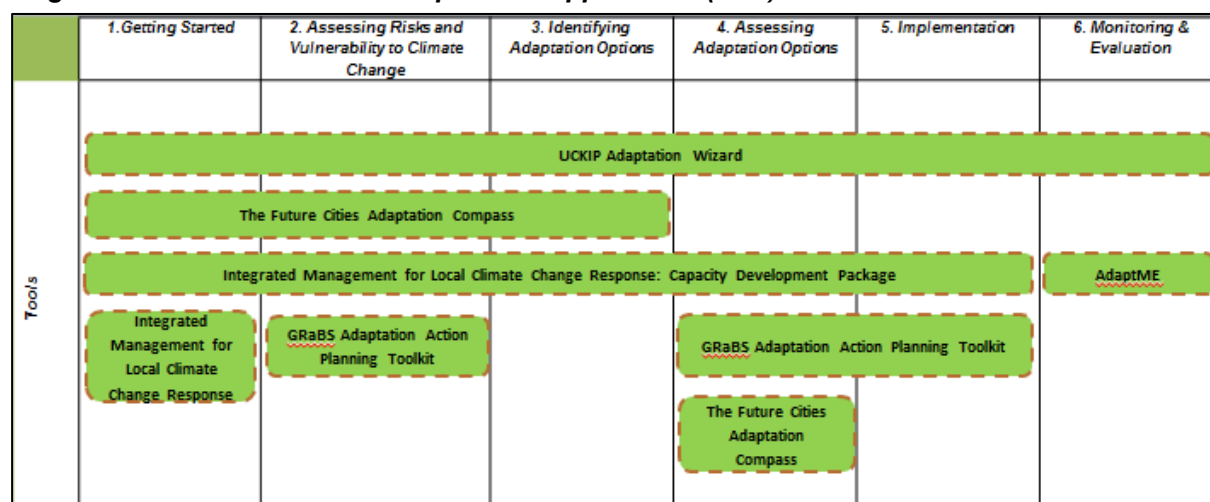 1.Getting Started
2. Assessing Risks and
Vulnerability to Climate
Change
3. Identifying
Adaptation Options
4. Assessing
Adaptation Options
5. Implementation
6. Monitoring &
Evaluation
Tools
UCKIP Adaptation Wizard
The Future Cities Adaptation Compass
Integrated Management for Local Climate Change Response: Capacity Development Package
AdaptME
Integrated
Management for
Local Climate
Change Response
GRaBS Adaptation Action
Planning Toolkit
GRaBS Adaptation Action Planning Toolkit
The Future Cities
Adaptation
Compass